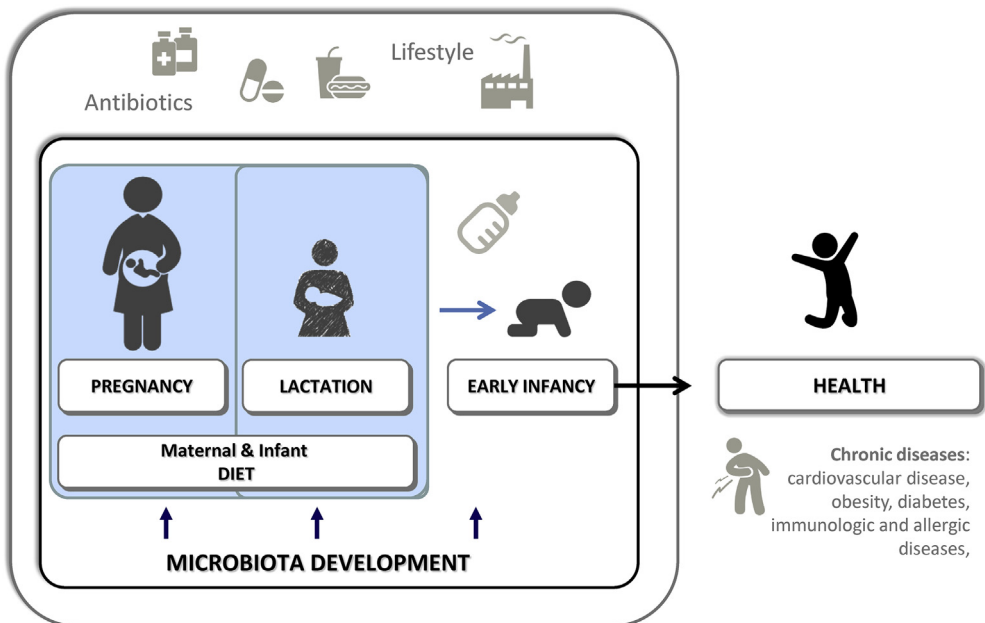 Lifestyle
Antibiotics
PREGNANCY
LACTATION
EARLY INFANCY
HEALTH
Maternal & Infant
DIET
Chronic diseases:
cardiovascular disease,
obesity, diabetes,
immunologic and allergic
diseases,
MICROBIOTA DEVELOPMENT